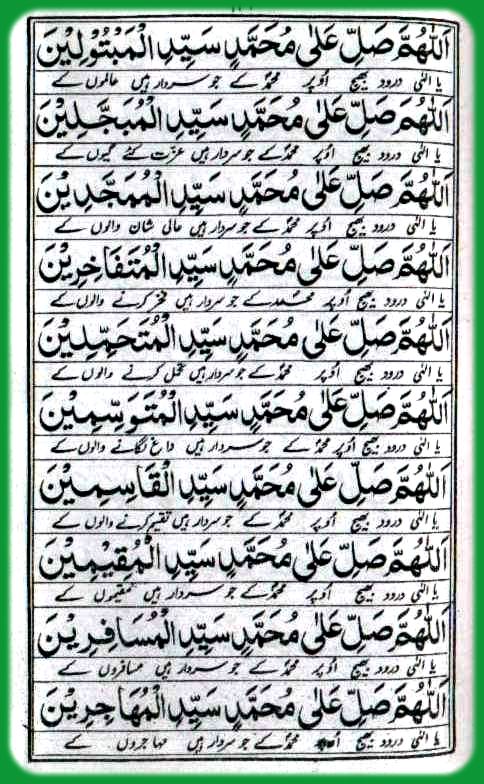 اَللّٰهُمَّ صَلِّ عَلٰى مُحَمَّدٍ سَيِّدِ الْمَبْتُوْلِيْنَ
یا الٰہی درود بھیج اوپر محمدؐ کے جو سردار ہیں عالموں کے
اَللّٰهُمَّ صَلِّ عَلٰى مُحَمَّدٍ سَيِّدِ الْمُبَجَّلِيْنَ
یا الٰہی درود بھیج اوپر محمدؐ کے جو سردار ہیں عزت کئے گیوں کے
اَللّٰهُمَّ صَلِّ عَلٰى مُحَمَّدٍ سَيِّدِ الْمُمَجَّدِيْنَ
یا الٰہی درود بھیج اوپر محمدؐ کے جو سردار ہیں عالی شان والوں کے
اَللّٰهُمَّ صَلِّ عَلٰى مُحَمَّدٍ سَيِّدِ الْمُتَفَاخِرِيْنَ
یا الٰہی درود بھیج اوپر محمد کے جو سردار ہیں فخر کرنے والوں کے
اَللّٰهُمَّ صَلِّ عَلٰى مُحَمَّدٍ سَيِّدِ الْمُتَحَمِّلِيْنَ
یا الٰہی درود بھیج اوپر محمدؐ کے جو سردار ہیں تحمل کرنے والوں کے
اَللّٰهُمَّ صَلِّ عَلٰى مُحَمَّدٍ سَيِّدِ الْمُتَوَسِّمِيْنَ
یا الٰہی درود بھیج اوپر محمدؐ کے جو سردار ہیں داغ لگانے والوں کے
اَللّٰهُمَّ صَلِّ عَلٰى مُحَمَّدٍ سَيِّدِ الْقَاسِمِيْنَ
یا الٰہی درود بھیج اوپر محمدؐ کے جو سردار ہیں تقسیم کرنے والوں کے
اَللّٰهُمَّ صَلِّ عَلٰى مُحَمَّدٍ سَيِّدِ الْمُقِيْمِيْنَ
یا الٰہی درود بھیج اوپر محمدؐ کے جو سردار ہیں مقیموں کے
اَللّٰهُمَّ صَلِّ عَلٰى مُحَمَّدٍ سَيِّدِ الْمُسَافِرِيْنَ
یا الٰہی درود بھیج اوپر محمدؐ کے جو سردار ہیں مسافروں کے
اَللّٰهُمَّ صَلِّ عَلٰى مُحَمَّدٍ سَيِّدِ الْمُهَاجِرِيْنَ
یا الٰہی درود بھیج محمدؐ کے جو سردار ہیں مہاجروں کے